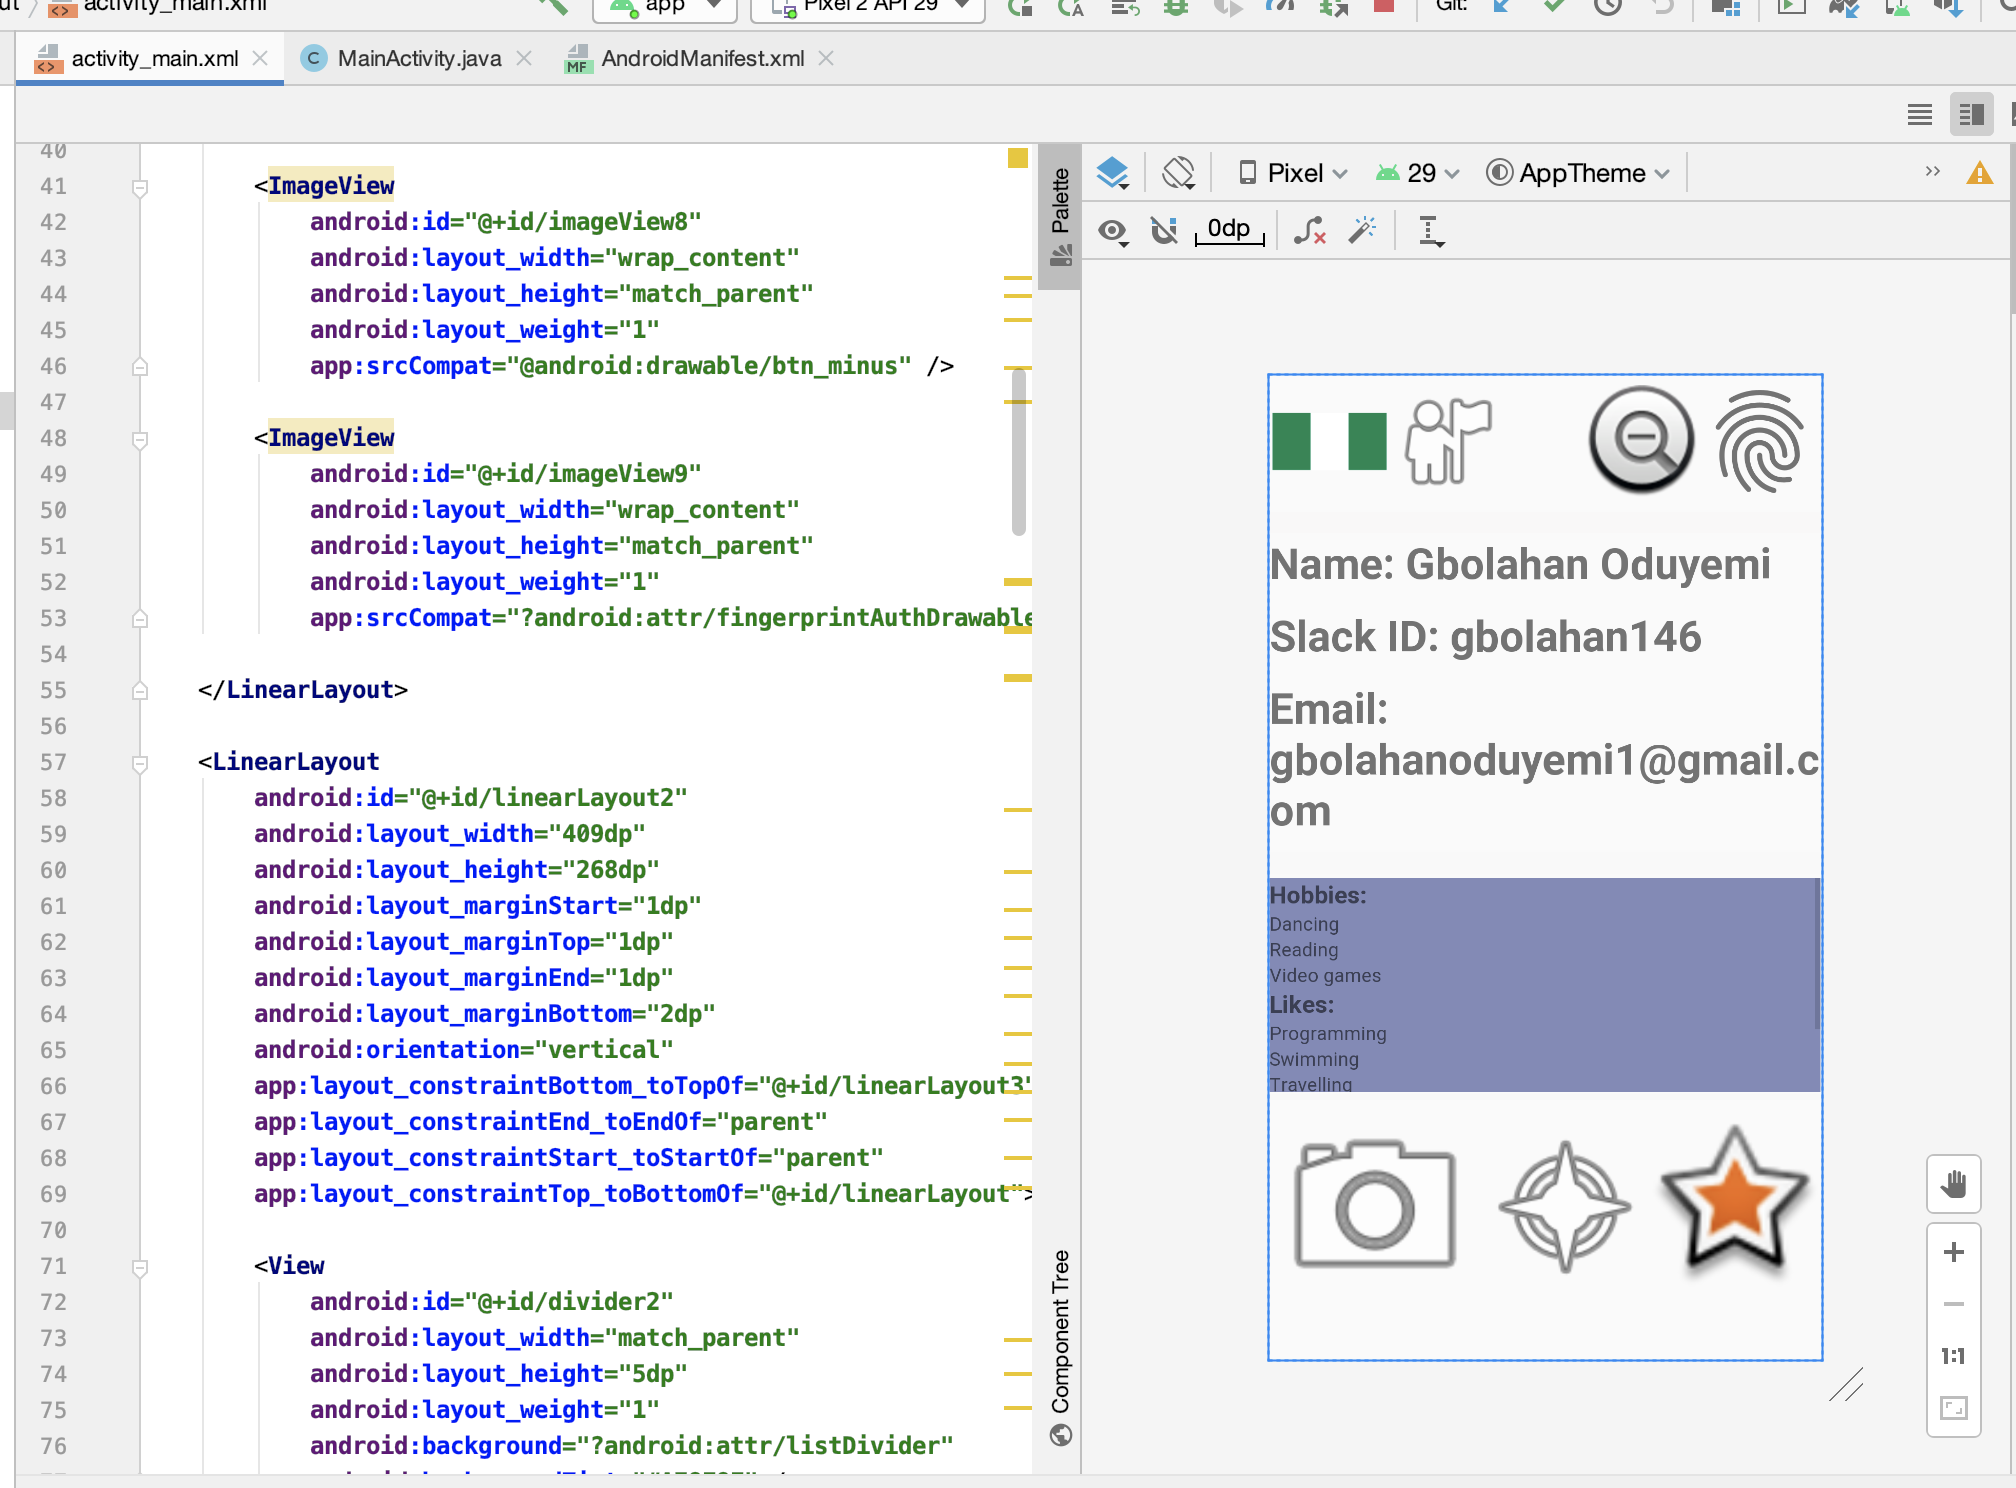 activity_main.xml
app
Pixel 2 API 29
Git:
activity_main.xml
MainActivity.java
AndroidManifest.xml
40
41 <ImageView
42 android:id="@+id/imageView8"
43 android:layout_width="wrap_content"
44 android:layout_height="match_parent"
45 android:layout_weight="1"
46 app:srcCompat="@android:drawable/btn_minus" />
47
48 <ImageView
49 android:id="@+id/imageView9"
50 android:layout_width="wrap_content"
51 android:layout_height="match_parent"
52 android:layout_weight="1"
53 app:srcCompat="?android:attr/fingerprintAuthDrawable
54
55 </LinearLayout>
56
57 <LinearLayout
58 android:id="@+id/linearLayout2"
59 android:layout_width="409dp"
60 android:layout_height="268dp"
61 android:layout_marginStart="1dp"
62 android:layout_marginTop="1dp"
63 android:layout_marginEnd="1dp"
64 android:layout_marginBottom="2dp"
65 android:orientation="vertical"
66 app:layout_constraintBottom_toTopOf="@+id/linearLayout3"
67 app:layout_constraintEnd_toEndOf="parent"
68 app:layout_constraintStart_toStartOf="parent"
69 app:layout_constraintTop_toBottomOf="@+id/linearLayout">
70
71 <View
72 android:id="@+id/divider2"
73 android:layout_width="match_parent"
74 android:layout_height="5dp"
75 android:layout_weight="1"
76 android:background="?android:attr/listDivider"
Palette
Component Tree
Pixel
29
AppTheme
0dp
Name: Gbolahan Oduyemi
Slack ID: gbolahan146
Email:
gbolahanoduyemi1@gmail.c
om
Hobbies:
Dancing
Reading
Video games
Likes:
Programming
Swimming
Travelling
1:1